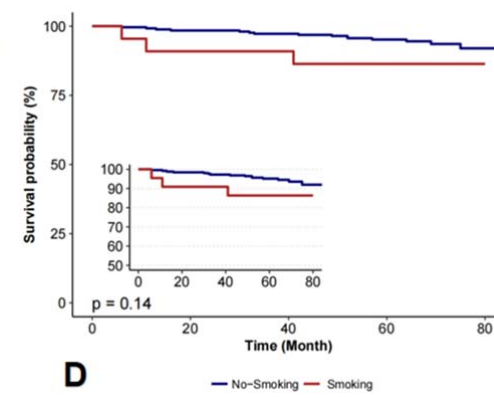 100
75
50
25
0
Survival probability (%)
100
90
80
70
60
50
0 20 40 60 80
p = 0.14
0 20 40 60 80
Time (Month)
D
No-Smoking Smoking